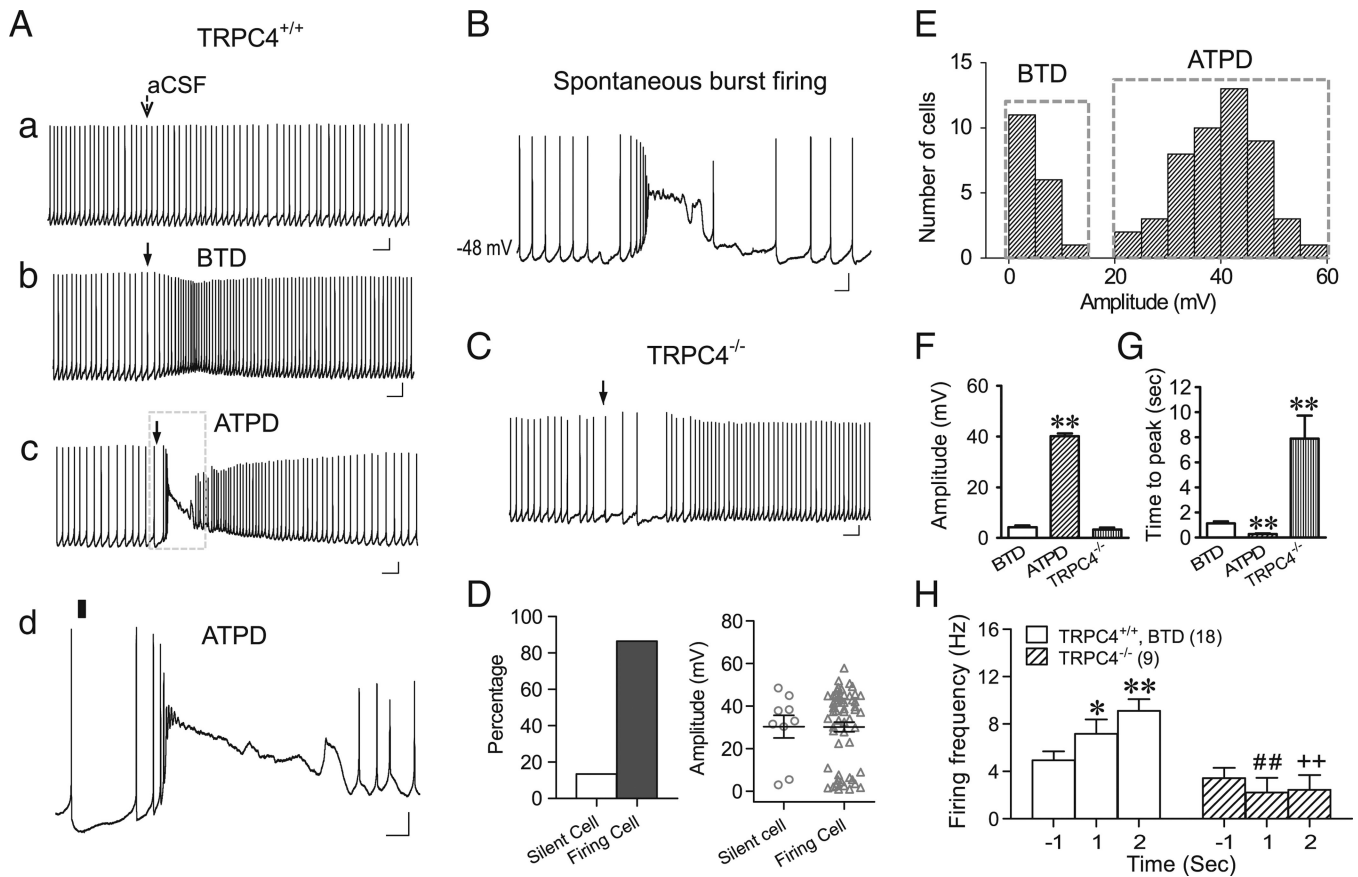 A
TRPC4+/+
aCSF
a
b
BTD
c
ATPD
d
ATPD
B
Spontaneous burst firing
-48 mV
C
TRPC4-/-
D
Percentage
100
80
60
40
20
0
Silent Cell
Firing Cell
Amplitude (mV)
80
60
40
20
0
Silent cell
Firing Cell
E
Number of cells
15
10
5
0
BTD
ATPD
0
20
40
60
Amplitude (mV)
F
Amplitude (mV)
60
40
20
0
**
BTD
ATPD
TRPC4-/-
G
Time to peak (sec)
12
10
8
6
4
2
0
**
**
BTD
ATPD
TRPC4-/-
H
Firing frequency (Hz)
16
12
8
4
0
TRPC4+/+, BTD (18)
TRPC4-/- (9)
*
**
##
++
-1 1 2 -1 1 2
Time (Sec)